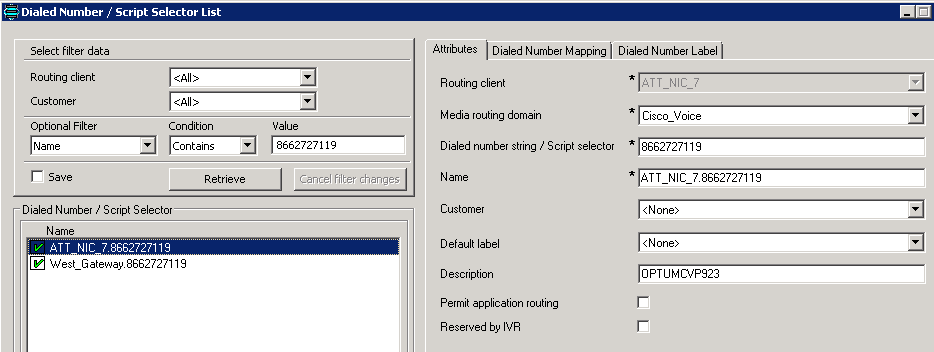 Dialed Number / Script Selector List
Select filter data
Routing client
<All>
Customer
<All>
Optional Filter
Condition
Value
Name
Contains
8662727119
Save
Retrieve
Cancel filter changes
Dialed Number / Script Selector
Name
ATT_NIC_7.8662727119
West_Gateway.8662727119
Attributes
Dialed Number Mapping
Dialed Number Label
Routing client
* ATT_NIC_7
Media routing domain
* Cisco_Voice
Dialed number string / Script selector
* 8662727119
Name
* ATT_NIC_7.8662727119
Customer
<None>
Default label
<None>
Description
OPTUMCVP923
Permit application routing
Reserved by IVR